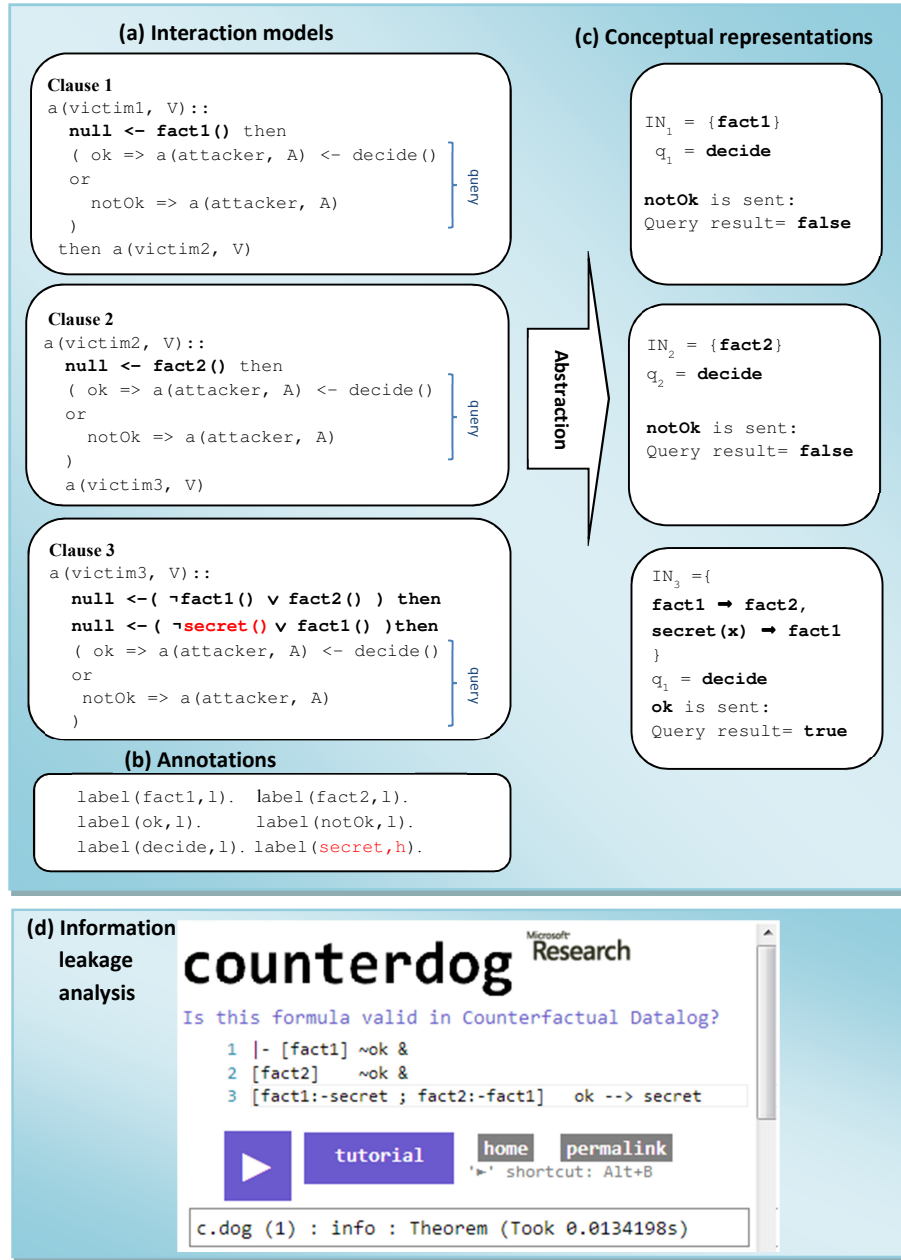 (a) Interaction models
Clause 1
a(victim1, V)::
null <- fact1() then
( ok => a(attacker, A) <- decide()
or
notOk => a(attacker, A)
)
then a(victim2, V)
query
Clause 2
a(victim2, V)::
null <- fact2() then
( ok => a(attacker, A) <- decide()
or
notOk => a(attacker, A)
)
a(victim3, V)
query
Clause 3
a(victim3, V)::
null <-( ¬fact1() ∨ fact2() ) then
null <-( ¬secret() ∨ fact1() )then
( ok => a(attacker, A) <- decide()
or
notOk => a(attacker, A)
)
query
(b) Annotations
label(fact1,l). label(fact2,l).
label(ok,l). label(notOk,l).
label(decide,l). label(secret,h).
Abstraction
(c) Conceptual representations
IN₁ = {fact1}
q₁ = decide
notOk is sent:
Query result= false
IN₂ = {fact2}
q₂ = decide
notOk is sent:
Query result= false
IN₃ ={
fact1 ➡ fact2,
secret(x) ➡ fact1
}
q₁ = decide
ok is sent:
Query result= true
(d) Information
leakage
analysis
counterdog
Microsoft
Research
Is this formula valid in Counterfactual Datalog?
1 |- [fact1] ~ok &
2 [fact2] ~ok &
3 [fact1:-secret ; fact2:-fact1] ok --> secret
tutorial
home permalink
'►' shortcut: Alt+B
c.dog (1) : info : Theorem (Took 0.0134198s)